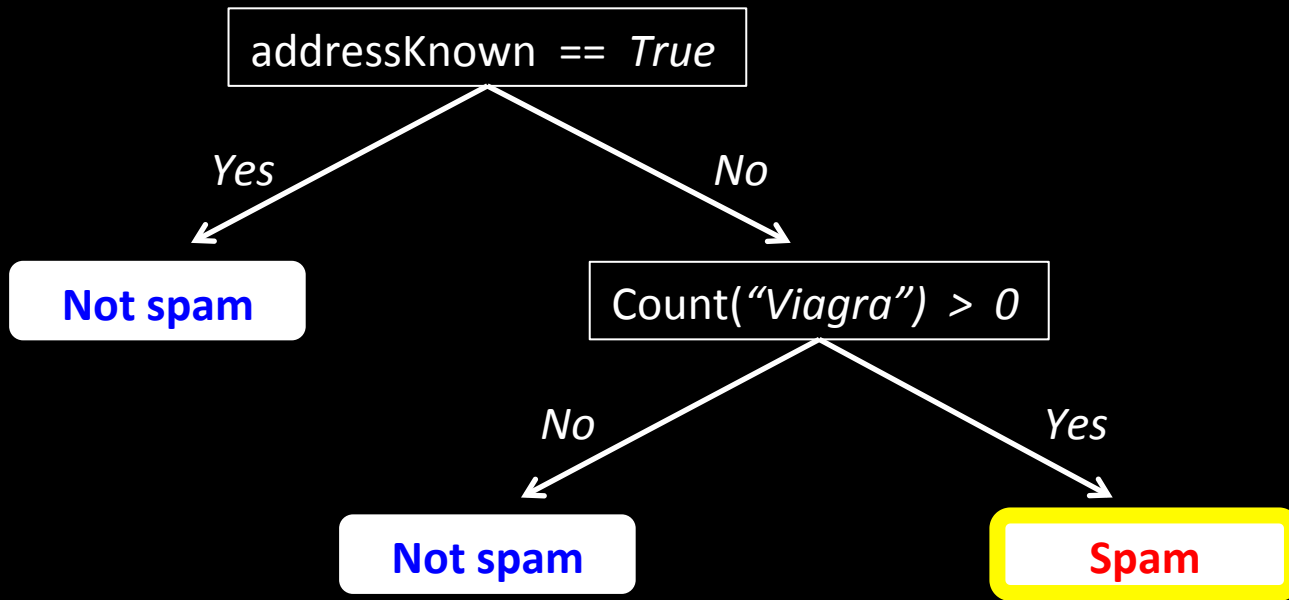 addressKnown == True
Yes
No
Not spam
Count(“Viagra”) > 0
No
Yes
Not spam
Spam